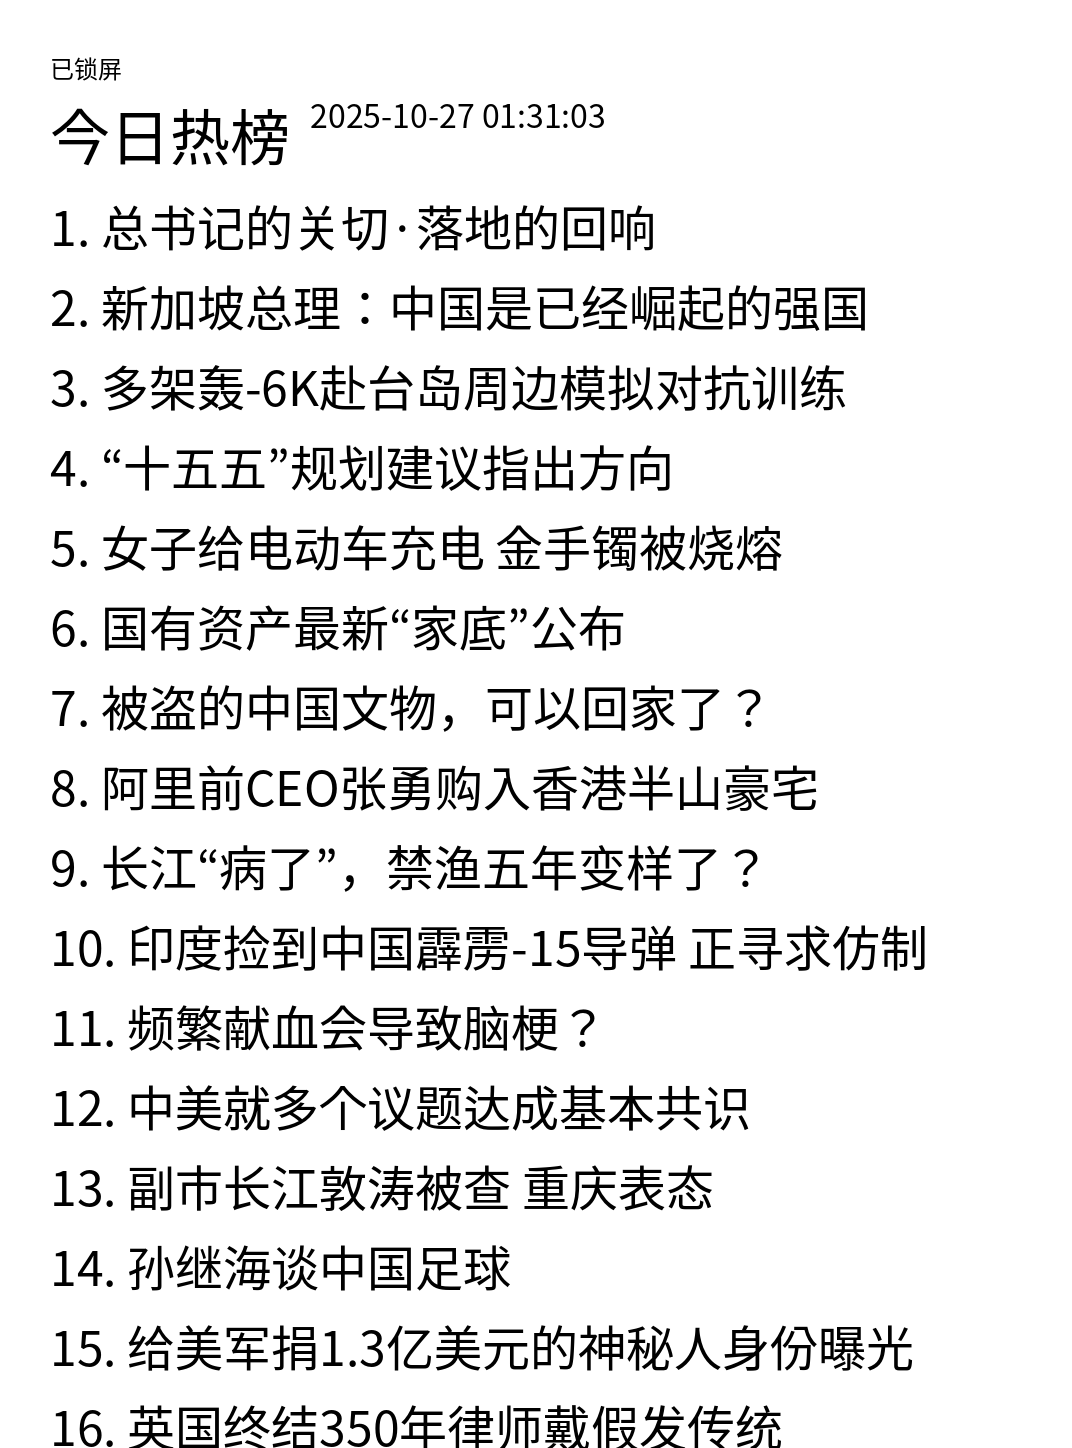 已锁屏
今日热榜 2025-10-27 01:31:03
1. 总书记的关切·落地的回响
2. 新加坡总理：中国是已经崛起的强国
3. 多架轰-6K赴台岛周边模拟对抗训练
4. “十五五”规划建议指出方向
5. 女子给电动车充电 金手镯被烧熔
6. 国有资产最新“家底”公布
7. 被盗的中国文物，可以回家了？
8. 阿里前CEO张勇购入香港半山豪宅
9. 长江“病了”，禁渔五年变样了？
10. 印度捡到中国霹雳-15导弹 正寻求仿制
11. 频繁献血会导致脑梗？
12. 中美就多个议题达成基本共识
13. 副市长江敦涛被查 重庆表态
14. 孙继海谈中国足球
15. 给美军捐1.3亿美元的神秘人身份曝光
16. 英国终结350年律师戴假发传统